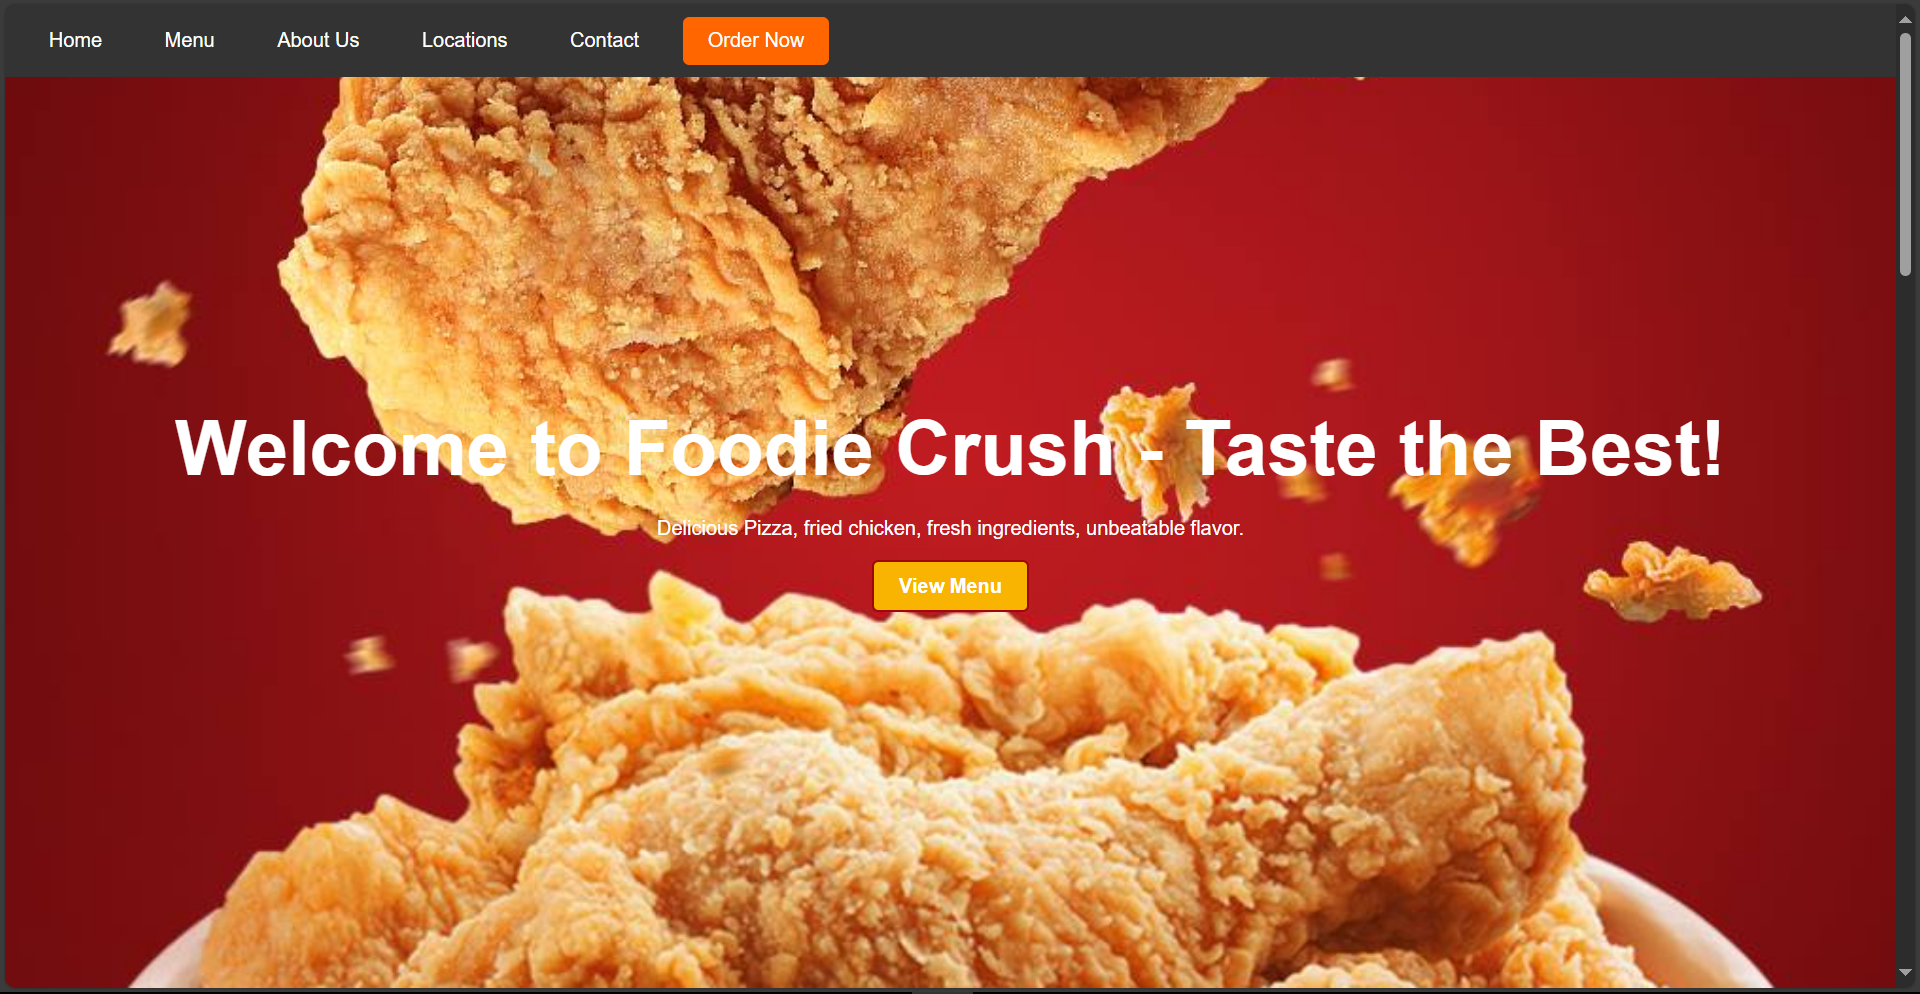 Home Menu About Us Locations Contact Order Now
Welcome to Foodie Crush - Taste the Best!
Delicious Pizza, fried chicken, fresh ingredients, unbeatable flavor.
View Menu